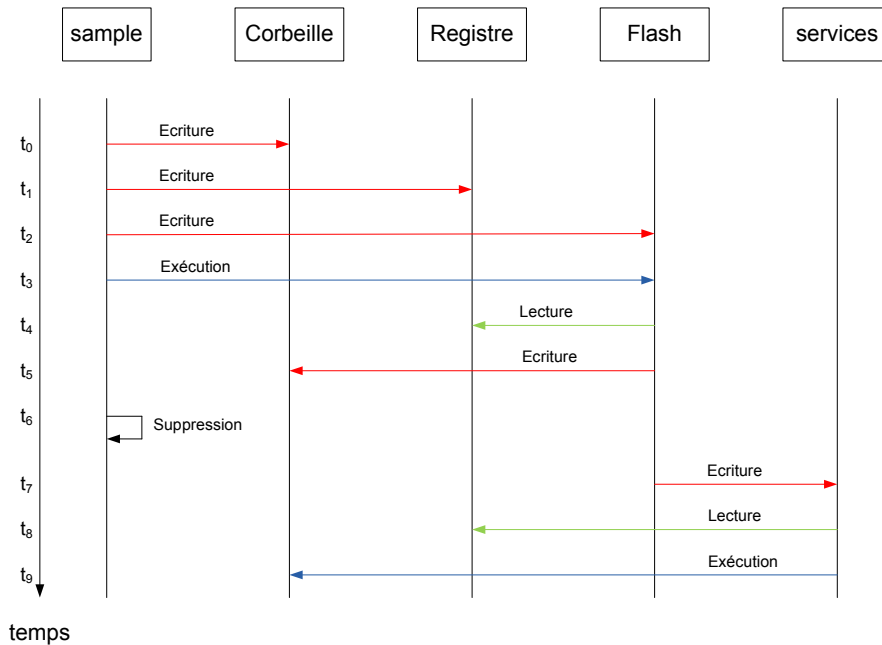 sample Corbeille Registre Flash services
t₀ Ecriture
t₁ Ecriture
t₂ Ecriture
t₃ Exécution
t₄ Lecture
t₅ Ecriture
t₆ Suppression
t₇ Ecriture
t₈ Lecture
t₉ Exécution
temps